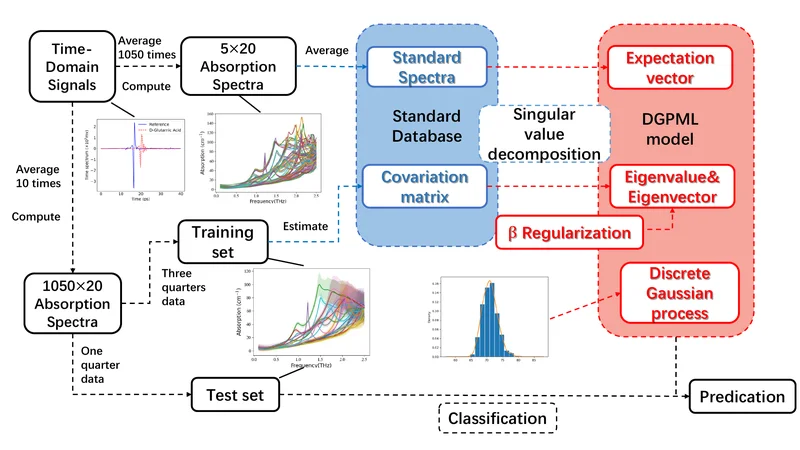 Time-
Domain
Signals
Average
1050 times
Compute
5×20
Absorption
Spectra
Average
Standard
Spectra
Expectation
vector
Standard
Database
Singular
value
decomposition
DGPML
model
Reference
D-Glutamic Acid
Time (ps)
Absorption (cm⁻¹)
Frequency(THz)
Average
10 times
Compute
Covariation
matrix
Eigenvalue&
Eigenvector
Training
set
Estimate
β Regularization
Three
quarters
data
1050×20
Absorption
Spectra
Absorption (cm⁻¹)
Frequency(THz)
Discrete
Gaussian
process
One
quarter
data
Test set
Classification
Predication